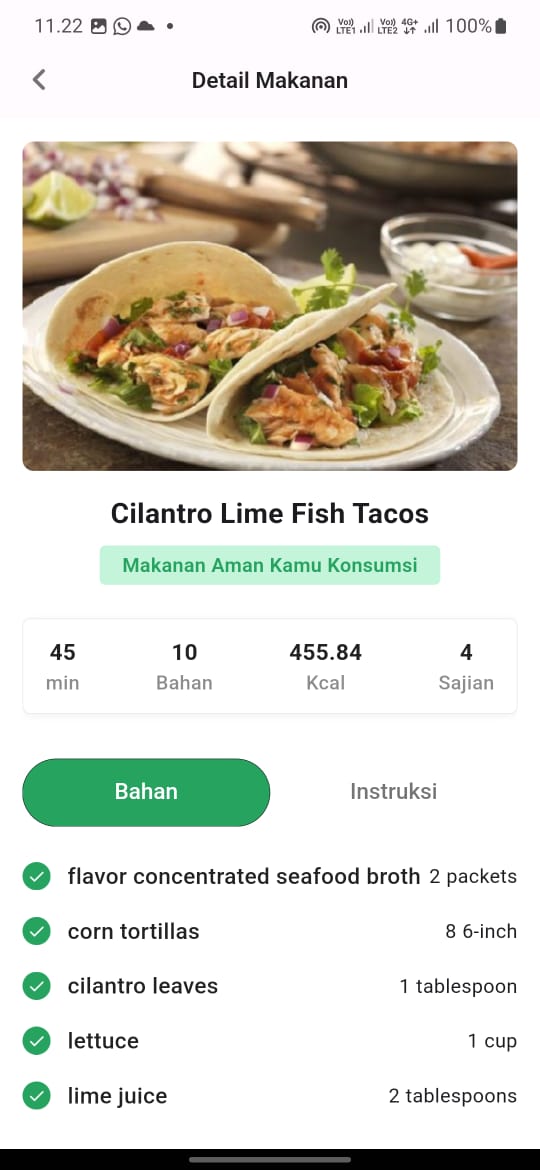 11.22
Vo)) LTE1 Vo)) LTE2 4G+ 100%
Detail Makanan
Cilantro Lime Fish Tacos
Makanan Aman Kamu Konsumsi
45 10 455.84 4
min Bahan Kcal Sajian
Bahan Instruksi
flavor concentrated seafood broth 2 packets
corn tortillas 8 6-inch
cilantro leaves 1 tablespoon
lettuce 1 cup
lime juice 2 tablespoons